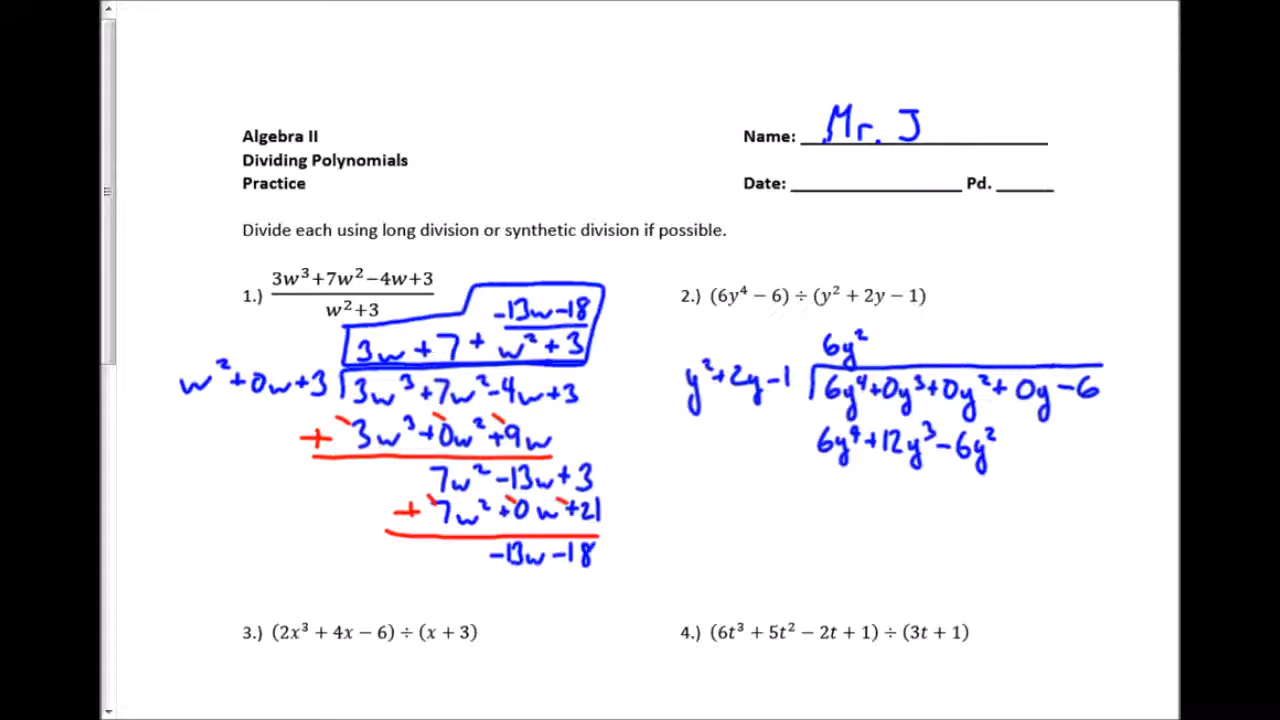 Algebra II
Name: Mr. J
Dividing Polynomials
Practice
Date: ____________ Pd. ____
Divide each using long division or synthetic division if possible.
1.) (3w³+7w²−4w+3)/(w²+3)
-13w-18
3w + 7 + w² + 3
w²+0w+3 3w³+7w²-4w+3
+ -3w³+0w²+9w
7w²-13w+3
+ -7w²+0w+21
-13w-18
2.) (6y⁴ − 6) ÷ (y² + 2y − 1)
6y²
y²+2y-1 6y⁴+0y³+0y²+0y-6
6y⁴+12y³-6y²
3.) (2x³ + 4x − 6) ÷ (x + 3)
4.) (6t³ + 5t² − 2t + 1) ÷ (3t + 1)